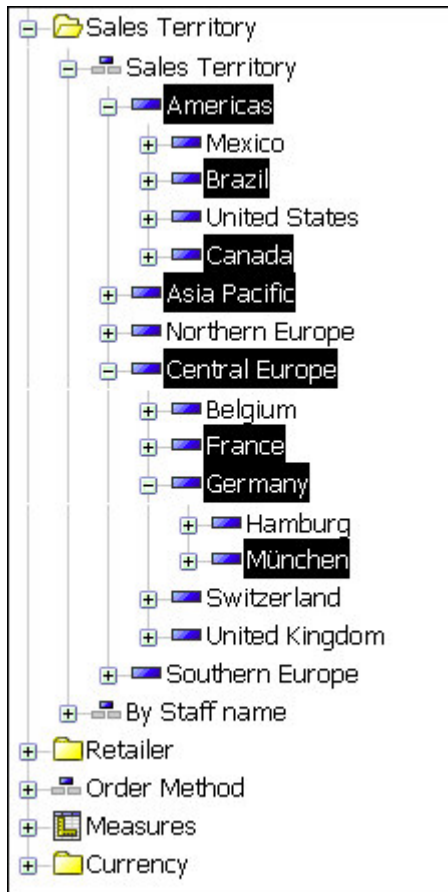 Sales Territory
Sales Territory
Americas
Mexico
Brazil
United States
Canada
Asia Pacific
Northern Europe
Central Europe
Belgium
France
Germany
Hamburg
München
Switzerland
United Kingdom
Southern Europe
By Staff name
Retailer
Order Method
Measures
Currency